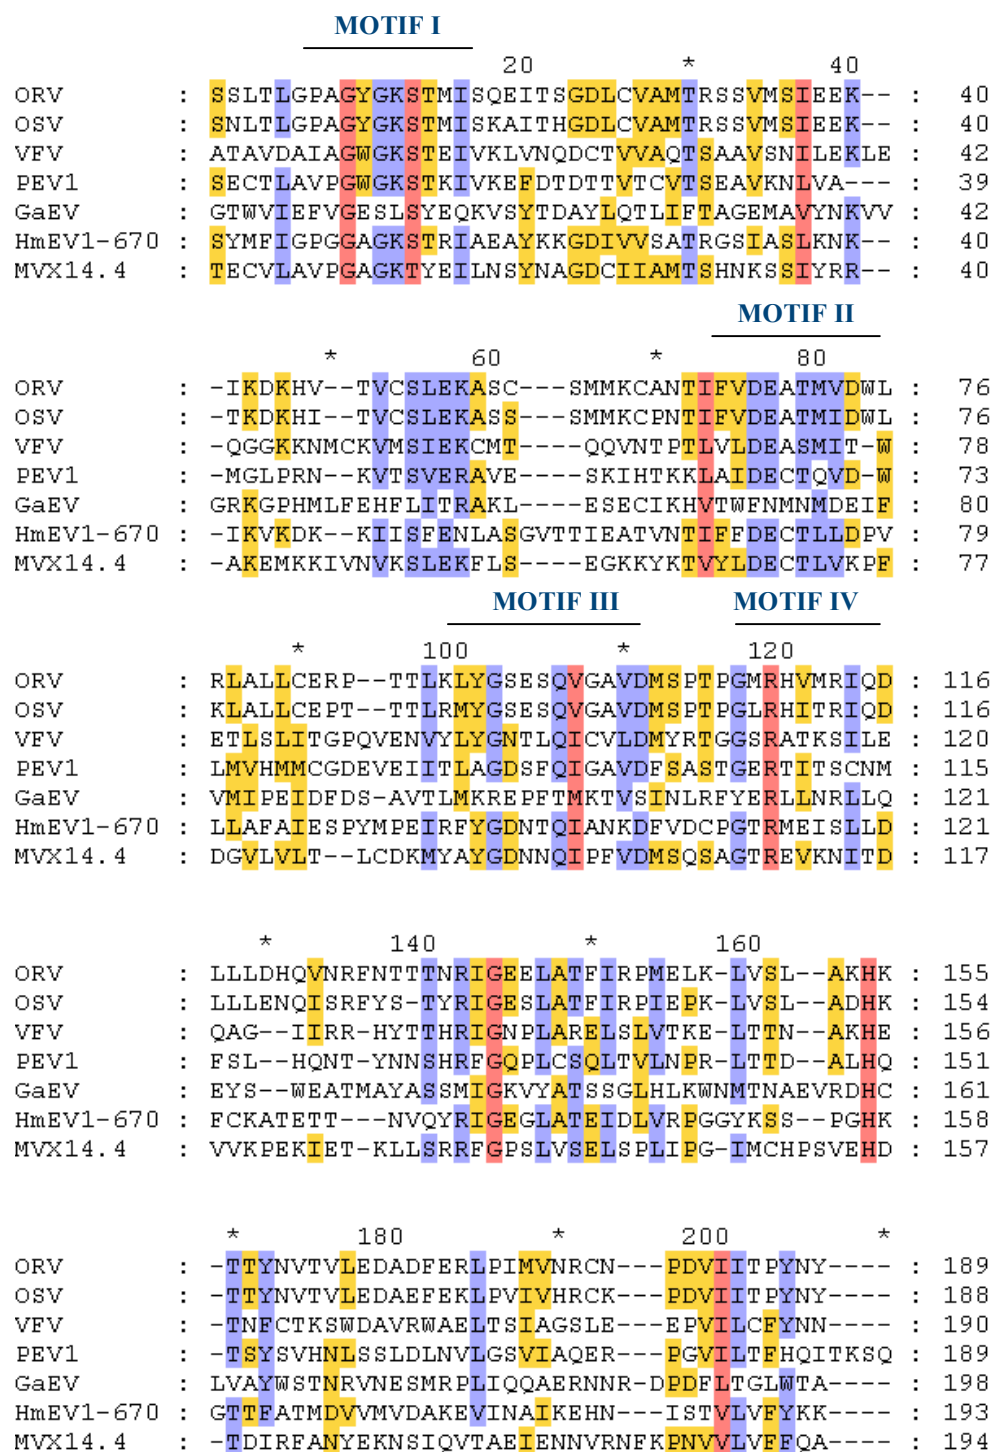 MOTIF I
20 * 40
ORV : SSLTLGPAGYGKSTMISQEITSGDLCVAMTRSSVMSIEEK-- : 40
OSV : SNLTLGPAGYGKSTMISKAITHGDLCVAMTRSSVMSIEEK-- : 40
VFV : ATAVDAIAGWGKSTEIVKLVNQDCTVVAQTSAAVSNILEKLE : 42
PEV1 : SECTLAVPGWGKSTKIVKEFDTDTTVTCVTSEAVKNLVA--- : 39
GaEV : GTWVIEFVGESLSYEQKVSYTDAYLQTLIFTAGEMAVYNKVV : 42
HmEV1-670 : SYMFIGPGGAGKSTRIAEAYKKGDIVVSATRGSIASLKNK-- : 40
MVX14.4 : TECVLAVPGAGKTYEILNSYNAGDCIIAMTSHNKSSIYRR-- : 40
MOTIF II
* 60 * 80
ORV : -IKDKHV--TVCSLEKASC---SMMKCANTIFVDEATMVDWL : 76
OSV : -TKDKHI--TVCSLEKASS---SMMKCPNTIFVDEATMIDWL : 76
VFV : -QGGKKNMCKVMSIEKCMT----QQVNTPTLVLDEASMIT-W : 78
PEV1 : -MGLPRN--KVTSVERAVE----SKIHTKKLAIDECTQVD-W : 73
GaEV : GRKGPHMLFEHFLITRAKL----ESECIKHVTWFNMNMDEIF : 80
HmEV1-670 : -IKVKDK--KIISFENLASGVTTIEATVNTIFFDECTLLDPV : 79
MVX14.4 : -AKEMKKIVNVKSLEKFLS----EGKKYKTVYLDECTLVKPF : 77
MOTIF III MOTIF IV
* 100 * 120
ORV : RLALLCERP--TTLKLYGSESQVGAVDMSPTPGMRHVMRIQD : 116
OSV : KLALLCEPT--TTLRMYGSESQVGAVDMSPTPGLRHITRIQD : 116
VFV : ETLSLITGPQVENVYLYGNTLQICVLDMYRTGGSRATKSILE : 120
PEV1 : LMVHMMCGDEVEIITLAGDSFQIGAVDFSASTGERTITSCNM : 115
GaEV : VMIPEIDFDS-AVTLMKREPFTMKTVSINLRFYERLLNRLLQ : 121
HmEV1-670 : LLAFAIESPYMPEIRFYGDNTQIANKDFVDCPGTRMEISLLD : 121
MVX14.4 : DGVLVLT--LCDKMYAYGDNNQIPFVDMSQSAGTREVKNITD : 117
* 140 * 160
ORV : LLLDHQVNRFNTTTNRIGEELATFIRPMELK-LVSL--AKHK : 155
OSV : LLLENQISRFYS-TYRIGESLATFIRPIEPK-LVSL--ADHK : 154
VFV : QAG--IIRR-HYTTHRIGNPLARELSLVTKE-LTTN--AKHE : 156
PEV1 : FSL--HQNT-YNNSHRFGQPLCSQLTVLNPR-LTTD--ALHQ : 151
GaEV : EYS--WEATMAYASSMIGKVYATSSGLHLKWNMTNAEVRDHC : 161
HmEV1-670 : FCKATETT---NVQYRIGEGLATEIDLVRPGGYKSS--PGHK : 158
MVX14.4 : VVKPEKIET-KLLSRRFGPSLVSELSPLIPG-IMCHPSVEHD : 157
* 180 * 200 *
ORV : -TTYNVTVLEDADFERLPIMVNRCN---PDVIITPYNY---- : 189
OSV : -TTYNVTVLEDAEFEKLPVIVHRCK---PDVIITPYNY---- : 188
VFV : -TNFCTKSWDAVRWAELTSIAGSLE---EPVILCFYNN---- : 190
PEV1 : -TSYSVHNLSSLDLNVLGSVIAQER---PGVILTFHQITKSQ : 189
GaEV : LVAYWSTNRVNESMRPLIQQAERNNR-DPDFLTGLWTA---- : 198
HmEV1-670 : GTTFATMDVVMVDAKEVINAIKEHN---ISTVLVFYKK---- : 193
MVX14.4 : -TDIRFANYEKNSIQVTAEIENNVRNFKPNVVLVFFQA---- : 194